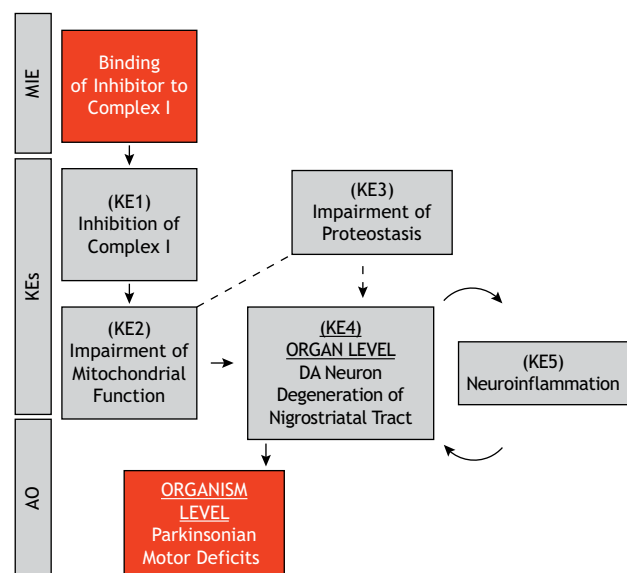 MIE
Binding
of Inhibitor to
Complex I
KEs
(KE1)
Inhibition of
Complex I
(KE3)
Impairment of
Proteostasis
(KE2)
Impairment of
Mitochondrial
Function
(KE4)
ORGAN LEVEL
DA Neuron
Degeneration of
Nigrostriatal Tract
(KE5)
Neuroinflammation
AO
ORGANISM
LEVEL
Parkinsonian
Motor Deficits